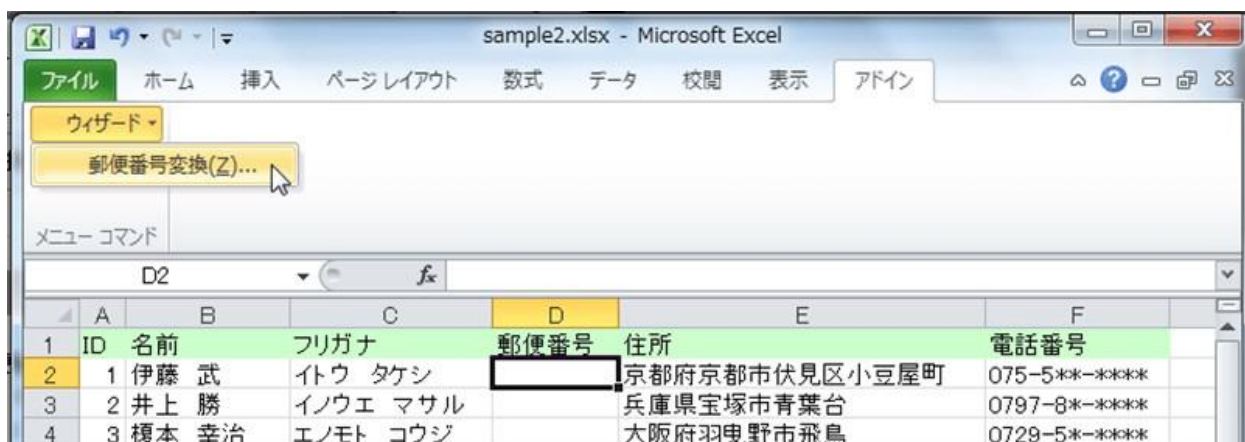 sample2.xlsx - Microsoft Excel
ファイル ホーム 挿入 ページ レイアウト 数式 データ 校閲 表示 アドイン
ウィザード
郵便番号変換(Z)...
メニュー コマンド
D2 fx
A B C D E F
1 ID 名前 フリガナ 郵便番号 住所 電話番号
2 1 伊藤 武 イトウ タケシ 京都府京都市伏見区小豆屋町 075-5**-****
3 2 井上 勝 イノウエ マサル 兵庫県宝塚市青葉台 0797-8*-****
4 3 榎本 幸治 エノモト コウジ 大阪府羽曳野市飛鳥 0729-5*-****